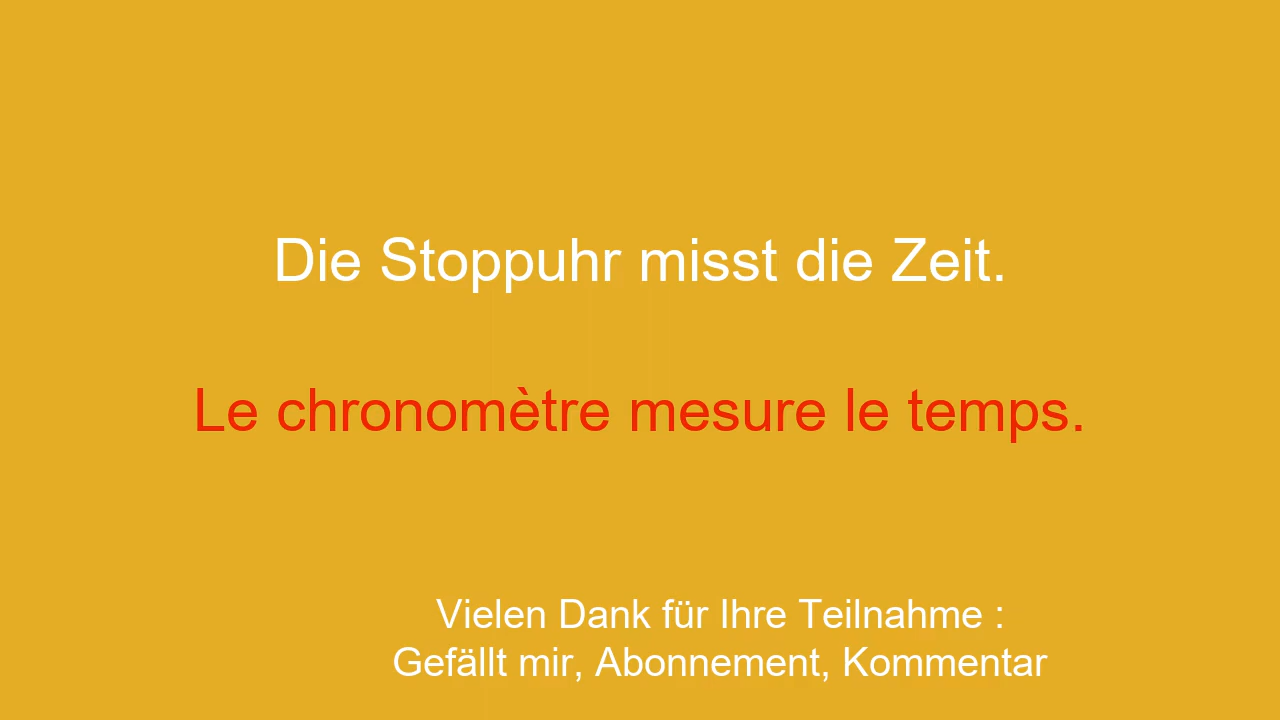 Die Stoppuhr misst die Zeit.
Le chronomètre mesure le temps.
Vielen Dank für Ihre Teilnahme :
Gefällt mir, Abonnement, Kommentar